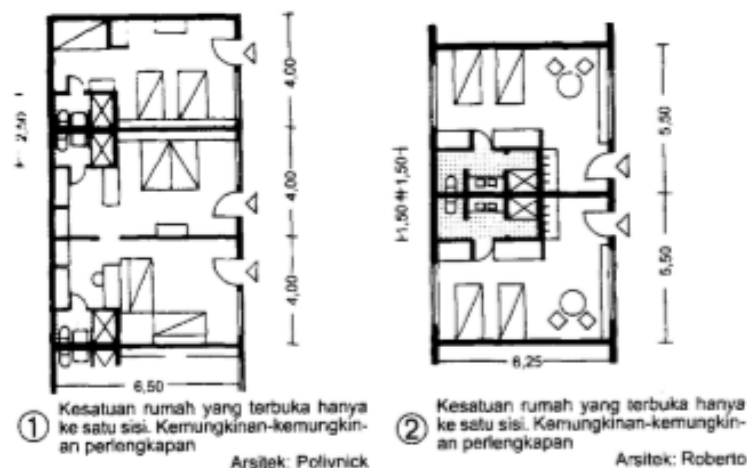 4,00
2,50
4,00
4,00
6,50
5,50
1,50 1,50
5,50
6,25
1 Kesatuan rumah yang terbuka hanya
ke satu sisi. Kemungkinan-kemungkin-
an perlengkapan
Arsitek: Polivnick
2 Kesatuan rumah yang terbuka hanya
ke satu sisi. Kemungkinan-kemungkin-
an perlengkapan
Arsitek: Roberto